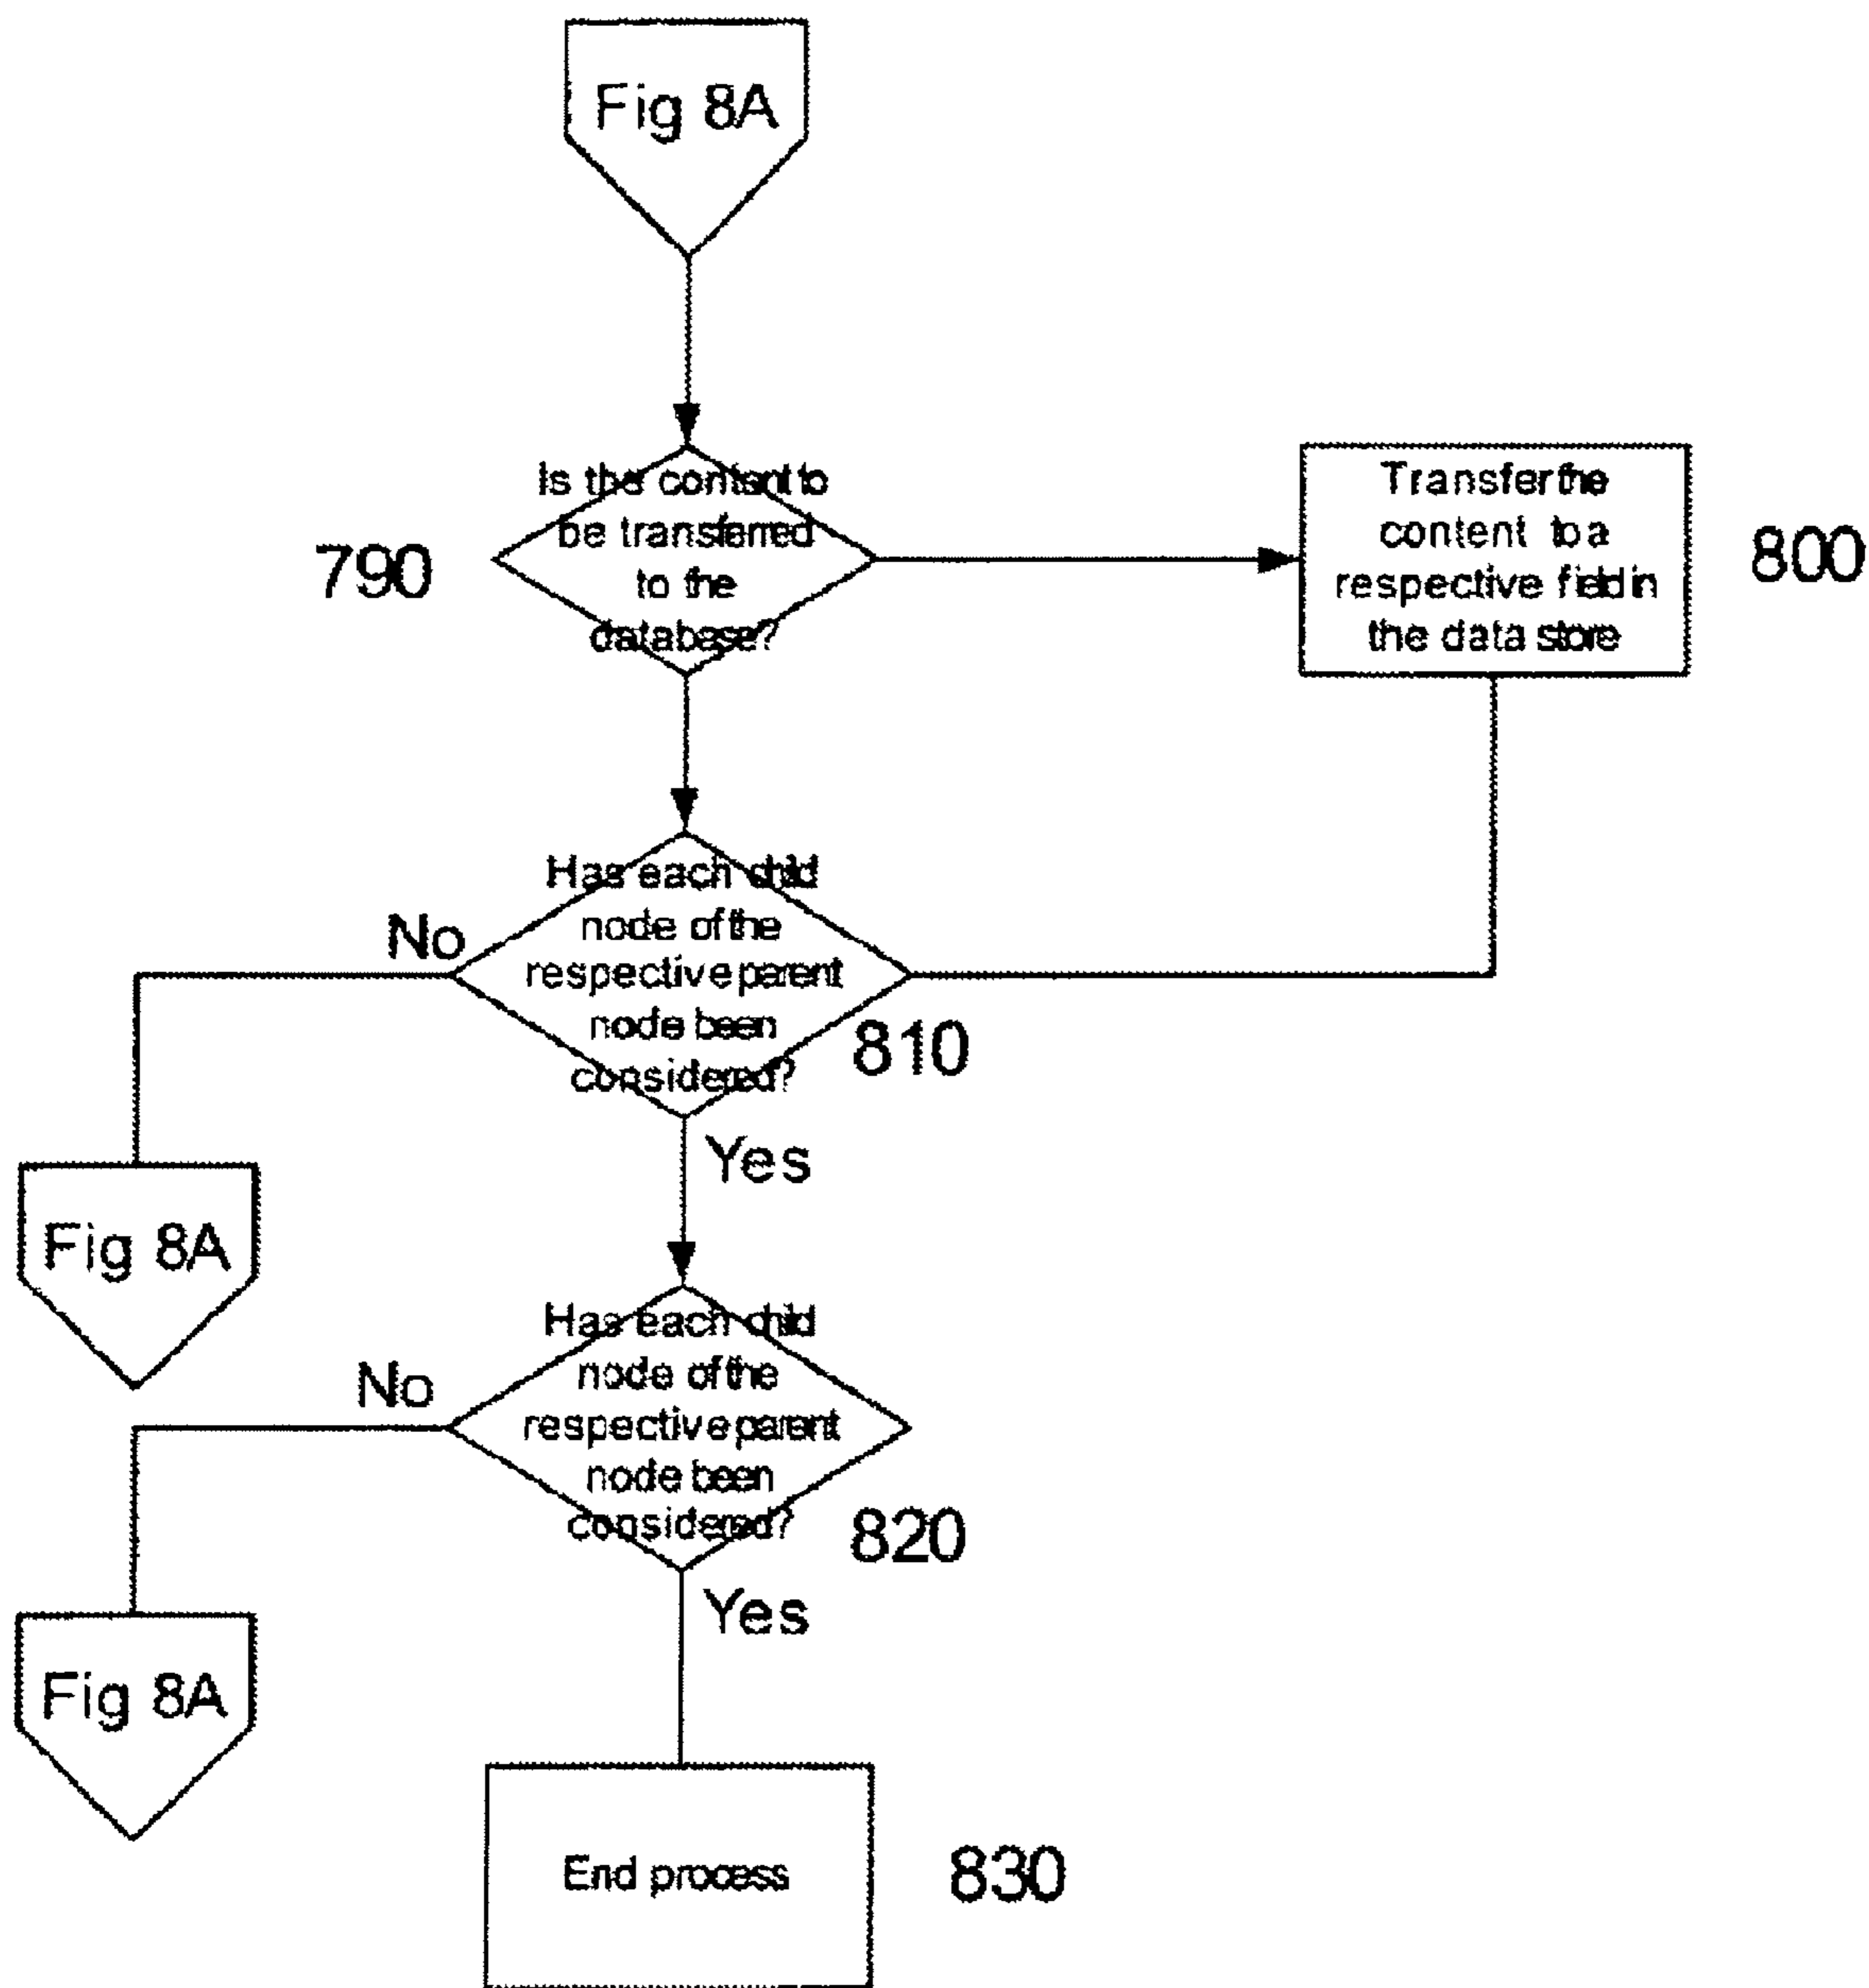 Fig 8A
Is the content to
be transferred
to the
database?
790
Transfer the
content to a
respective field in
the data store
800
Has each child
node of the
respective parent
node been
considered?
No
810
Yes
Fig 8A
Has each child
node of the
respective parent
node been
considered?
No
820
Yes
Fig 8A
End process
830